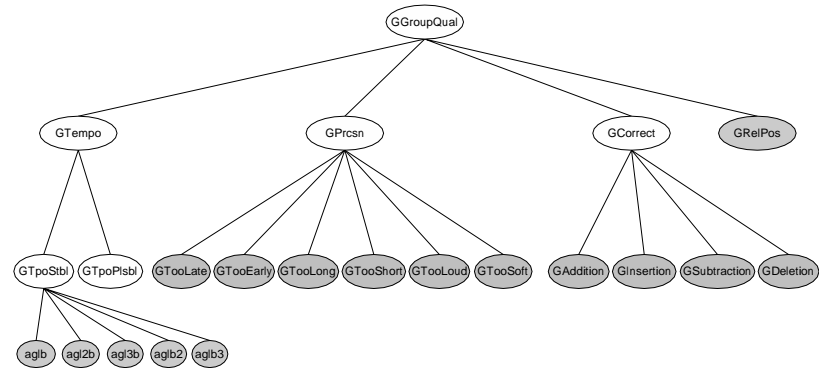 GGroupQual
GTempo GPrcsn GCorrect GRelPos
GTpoStbl GTpoPlsbl GTooLate GTooEarly GTooLong GTooShort GTooLoud GTooSoft GAddition GInsertion GSubtraction GDeletion
aglb agl2b agl3b aglb2 aglb3